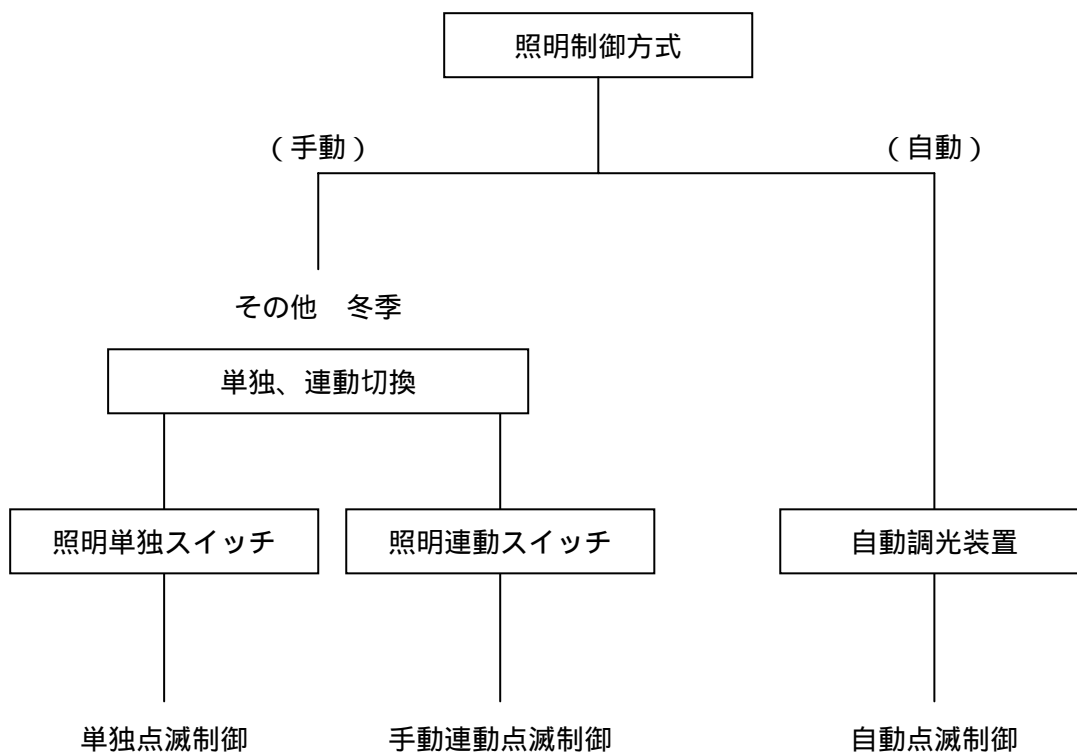 照明制御方式
（手動）
（自動）
その他　冬季
単独、連動切換
照明単独スイッチ
照明連動スイッチ
自動調光装置
単独点滅制御
手動連動点滅制御
自動点滅制御